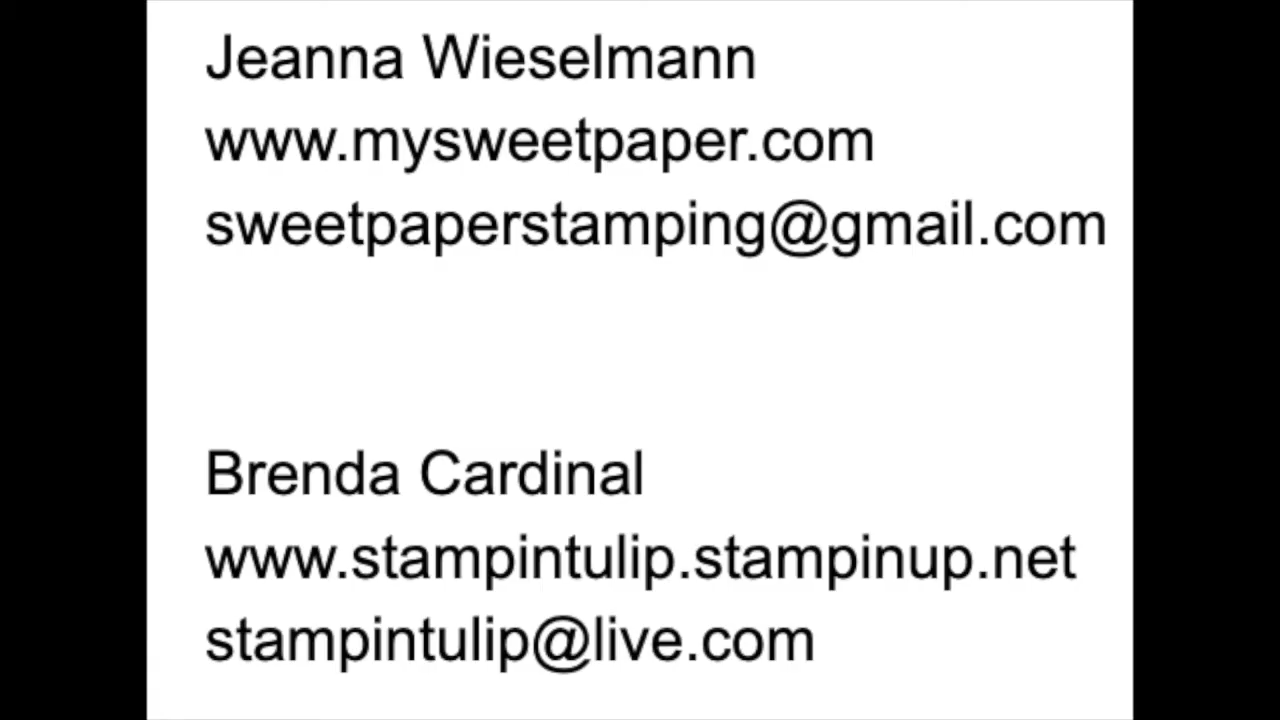 Jeanna Wieselmann
www.mysweetpaper.com
sweetpaperstamping@gmail.com
Brenda Cardinal
www.stampintulip.stampinup.net
stampintulip@live.com